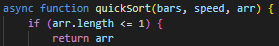 async function quickSort(bars, speed, arr) {
    if (arr.length <= 1) {
        return arr